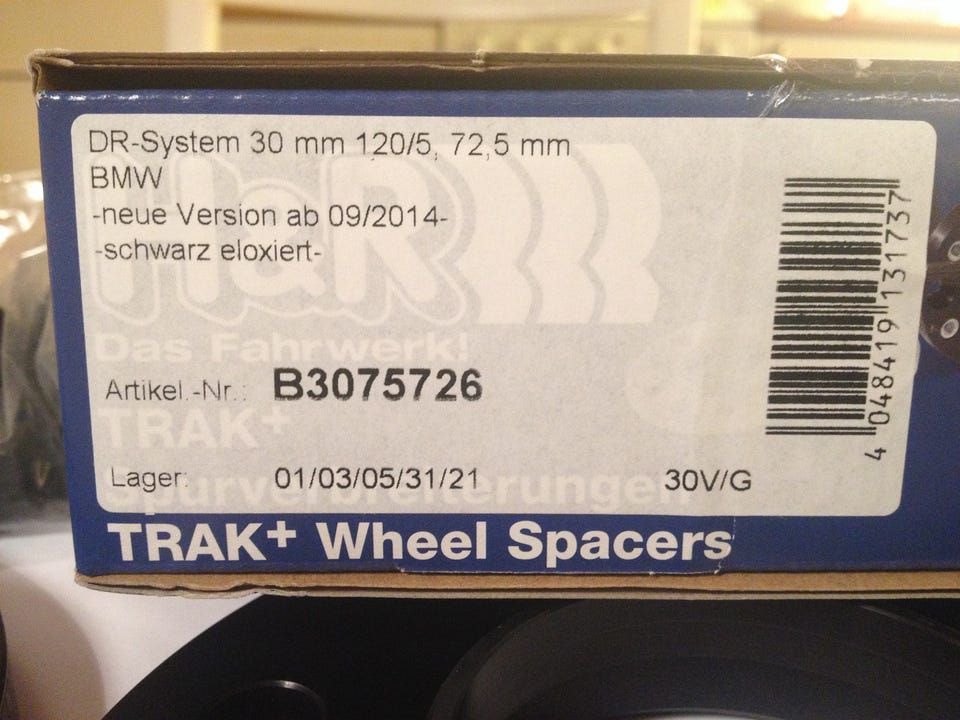 DR-System 30 mm 120/5, 72,5 mm
BMW
-neue Version ab 09/2014-
-schwarz eloxiert-
H&R
Das Fahrwerk!
Artikel.-Nr.: B3075726
TRAK+
Lager: 01/03/05/31/21 30V/G
Spurverbreiterungen
TRAK+ Wheel Spacers
4 048419 131737